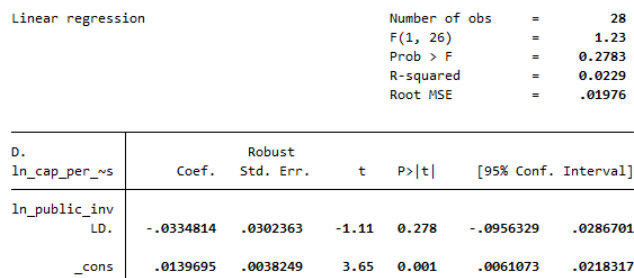 Linear regression Number of obs = 28
F(1, 26) = 1.23
Prob > F = 0.2783
R-squared = 0.0229
Root MSE = .01976
D. Robust
ln_cap_per_~s Coef. Std. Err. t P>|t| [95% Conf. Interval]
ln_public_inv
LD. -.0334814 .0302363 -1.11 0.278 -.0956329 .0286701
_cons .0139695 .0038249 3.65 0.001 .0061073 .0218317